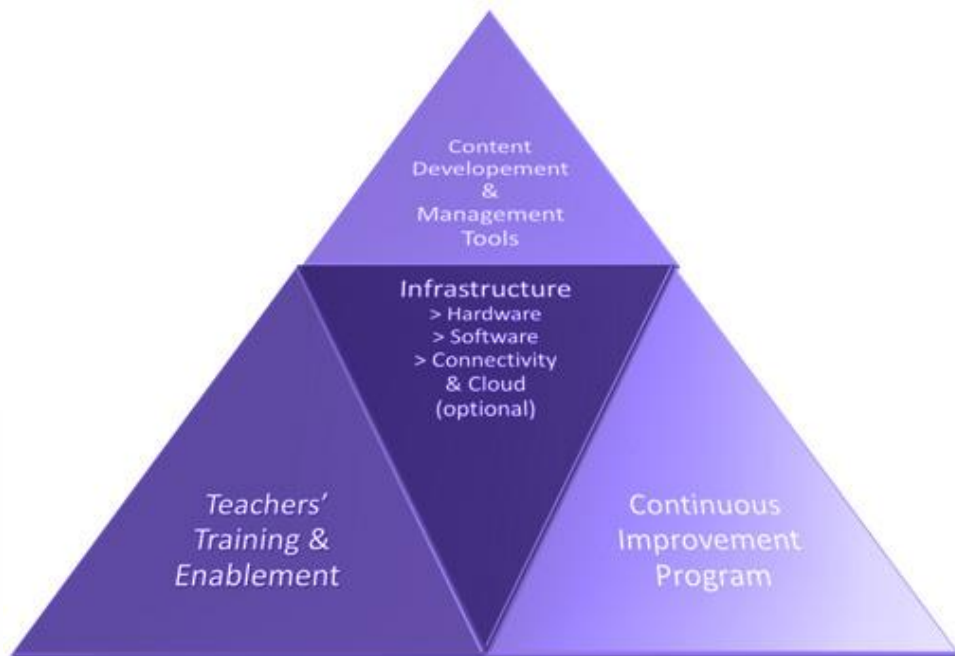 Content
Developement
&
Management
Tools
Infrastructure
> Hardware
> Software
> Connectivity
& Cloud
(optional)
Teachers'
Training &
Enablement
Continuous
Improvement
Program